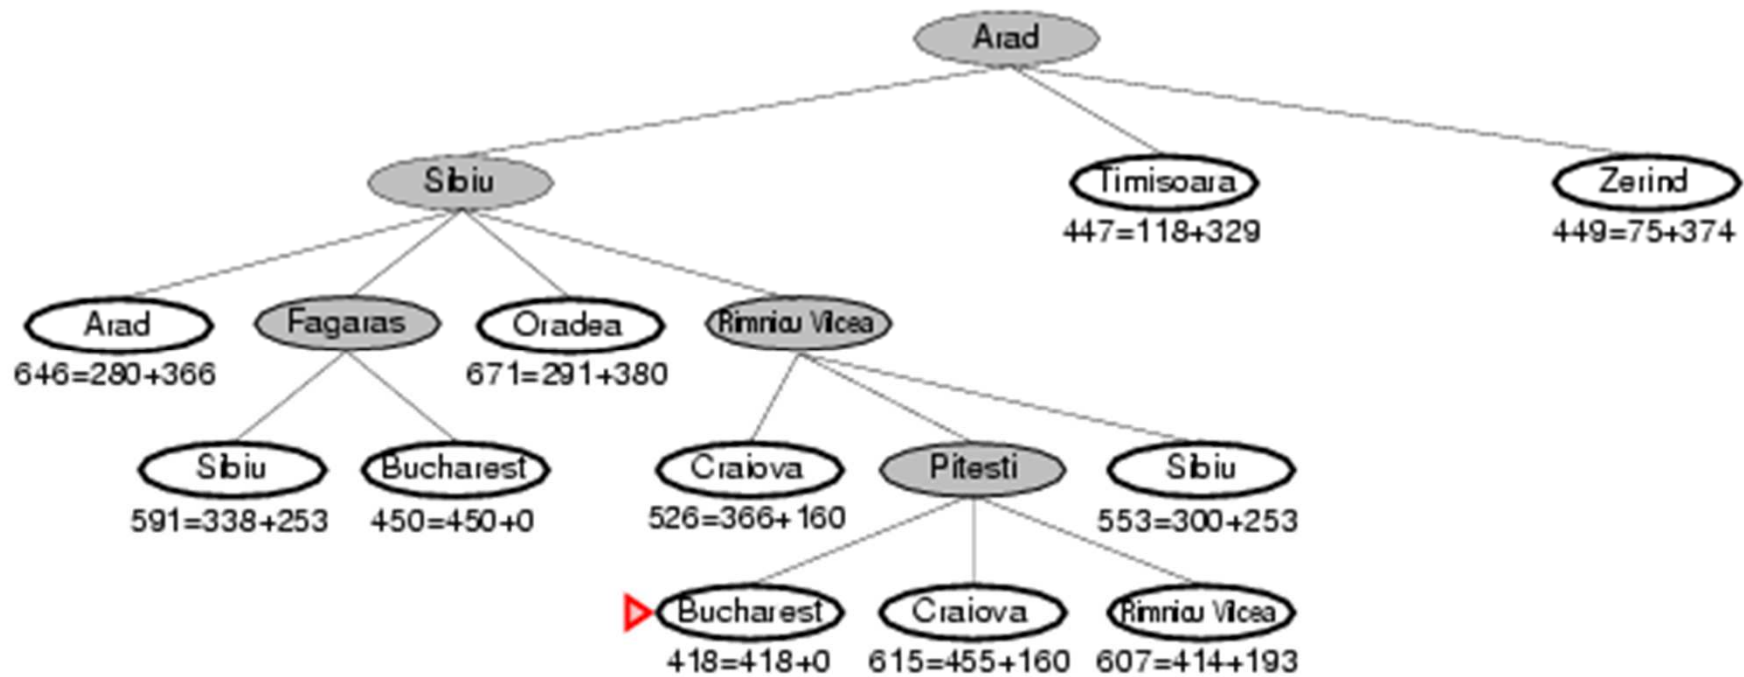 Arad
Sibiu
Timisoara
Zerind
447=118+329
449=75+374
Arad
Fagaras
Oradea
Rimnicu Vilcea
646=280+366
671=291+380
Sibiu
Bucharest
Craiova
Pitesti
Sibiu
591=338+253
450=450+0
526=366+160
553=300+253
Bucharest
Craiova
Rimnicu Vilcea
418=418+0
615=455+160
607=414+193